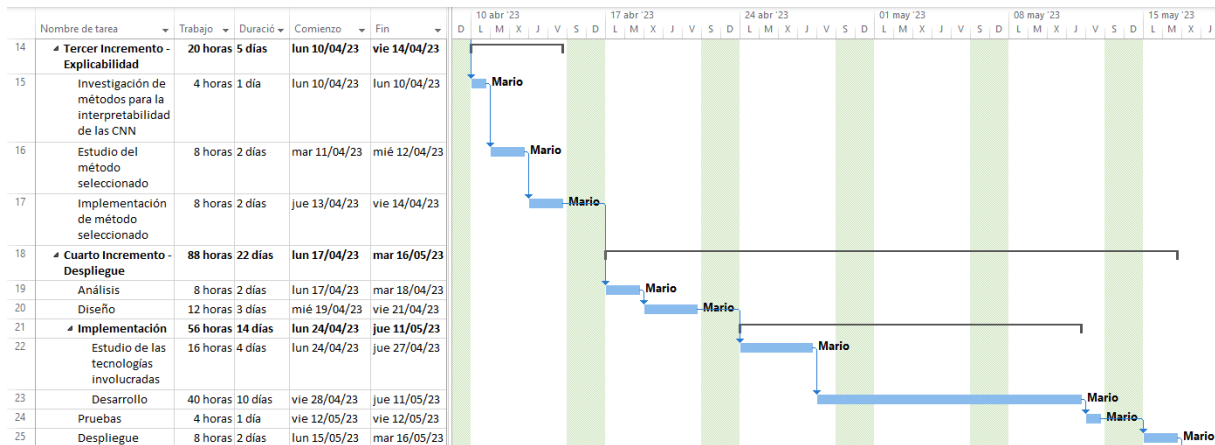 Nombre de tarea Trabajo Duració Comienzo Fin
10 abr '23 17 abr '23 24 abr '23 01 may '23 08 may '23 15 may '23
D L M X J V S D L M X J V S D L M X J V S D L M X J V S D L M X J V S D L M X J
14 Tercer Incremento - 20 horas 5 días lun 10/04/23 vie 14/04/23
Explicabilidad
15 Investigación de 4 horas 1 día lun 10/04/23 lun 10/04/23 Mario
métodos para la
interpretabilidad
de las CNN
16 Estudio del 8 horas 2 días mar 11/04/23 mié 12/04/23 Mario
método
seleccionado
17 Implementación 8 horas 2 días jue 13/04/23 vie 14/04/23 Mario
de método
seleccionado
18 Cuarto Incremento - 88 horas 22 días lun 17/04/23 mar 16/05/23
Despliegue
19 Análisis 8 horas 2 días lun 17/04/23 mar 18/04/23 Mario
20 Diseño 12 horas 3 días mié 19/04/23 vie 21/04/23 Mario
21 Implementación 56 horas 14 días lun 24/04/23 jue 11/05/23
22 Estudio de las 16 horas 4 días lun 24/04/23 jue 27/04/23 Mario
tecnologías
involucradas
23 Desarrollo 40 horas 10 días vie 28/04/23 jue 11/05/23 Mario
24 Pruebas 4 horas 1 día vie 12/05/23 vie 12/05/23 Mario
25 Despliegue 8 horas 2 días lun 15/05/23 mar 16/05/23 Mario